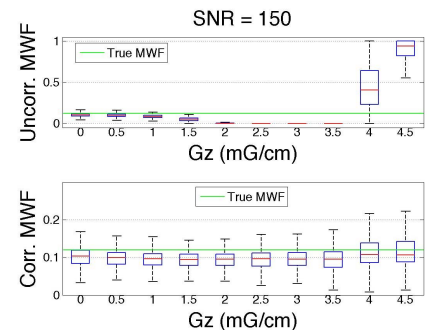 SNR = 150
Uncorr. MWF
1
0.5
0
True MWF
0 0.5 1 1.5 2 2.5 3 3.5 4 4.5
Gz (mG/cm)
Corr. MWF
0.2
0.1
0
True MWF
0 0.5 1 1.5 2 2.5 3 3.5 4 4.5
Gz (mG/cm)